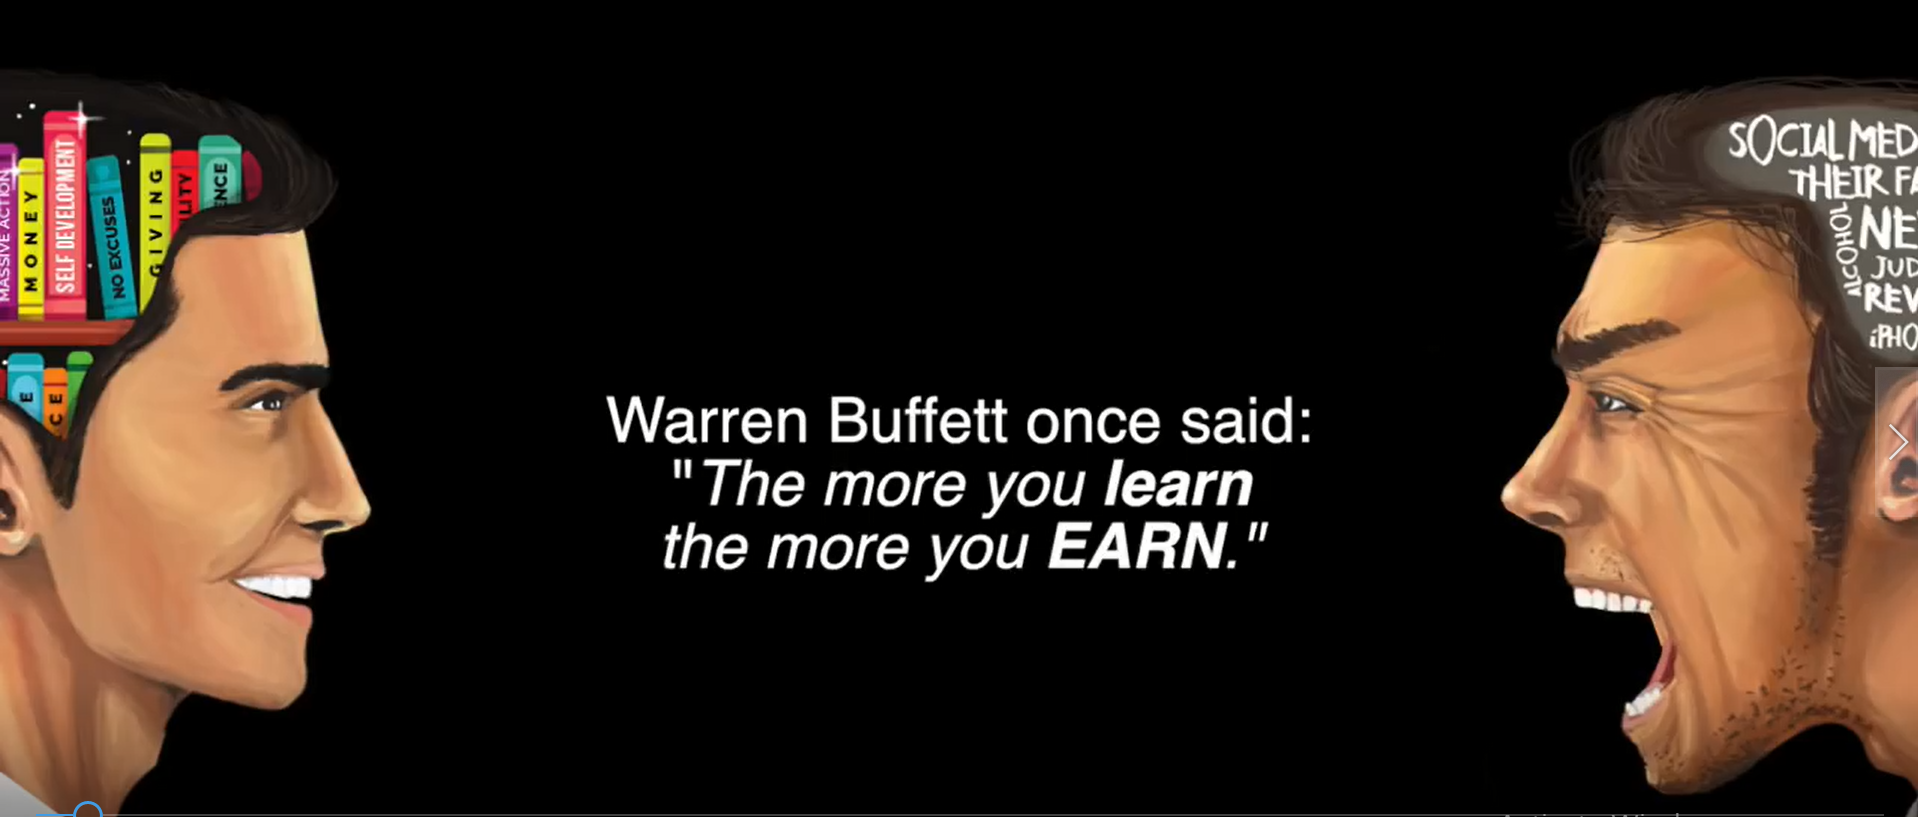 MASSIVE ACTION
MONEY
SELF DEVELOPMENT
NO EXCUSES
GIVING
Warren Buffett once said:
"The more you learn
the more you EARN."
SOCIAL MED
THEIR FA
ALCOHOL
NE
JUD
REV
iPHO